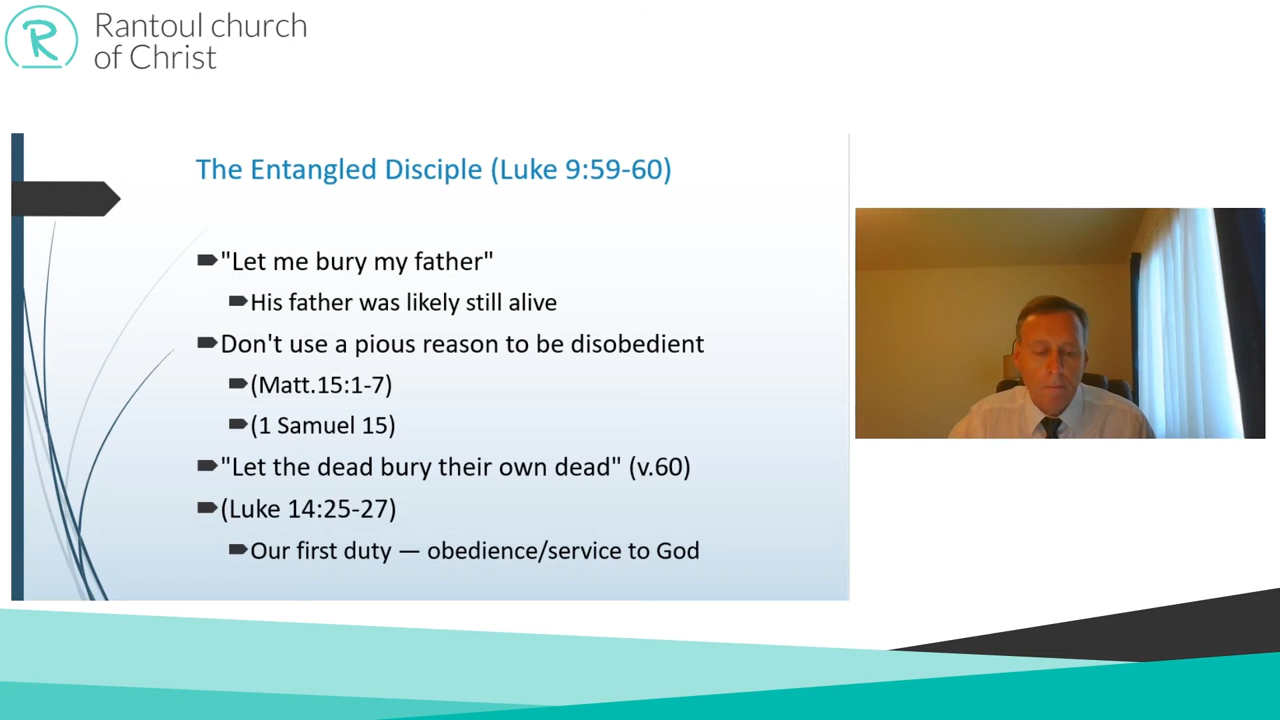 Rantoul church
of Christ
The Entangled Disciple (Luke 9:59-60)
"Let me bury my father"
His father was likely still alive
Don't use a pious reason to be disobedient
(Matt.15:1-7)
(1 Samuel 15)
"Let the dead bury their own dead" (v.60)
(Luke 14:25-27)
Our first duty — obedience/service to God